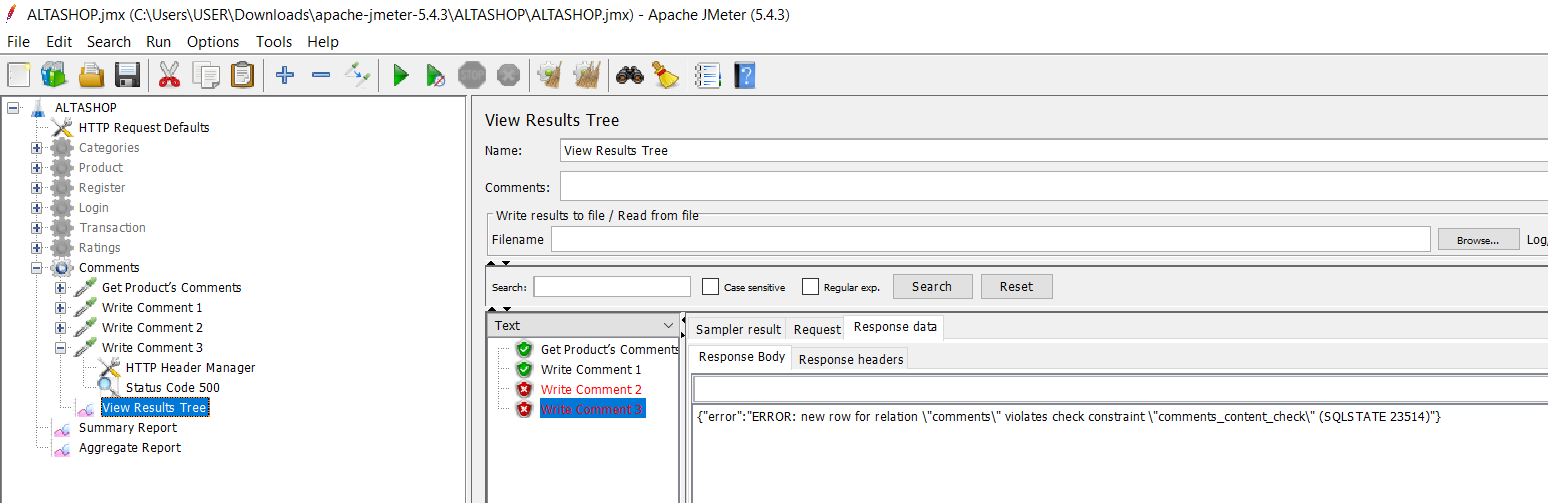 ALTASHOP.jmx (C:\Users\USER\Downloads\apache-jmeter-5.4.3\ALTASHOP\ALTASHOP.jmx) - Apache JMeter (5.4.3)
File Edit Search Run Options Tools Help
STOP
ALTASHOP
HTTP Request Defaults
Categories
Product
Register
Login
Transaction
Ratings
Comments
Get Product's Comments
Write Comment 1
Write Comment 2
Write Comment 3
HTTP Header Manager
Status Code 500
View Results Tree
Summary Report
Aggregate Report
View Results Tree
Name: View Results Tree
Comments:
Write results to file / Read from file
Filename Browse... Log/
Search: Case sensitive Regular exp. Search Reset
Text
Get Product's Comments
Write Comment 1
Write Comment 2
Write Comment 3
Sampler result Request Response data
Response Body Response headers
{"error":"ERROR: new row for relation \"comments\" violates check constraint \"comments_content_check\" (SQLSTATE 23514)"}